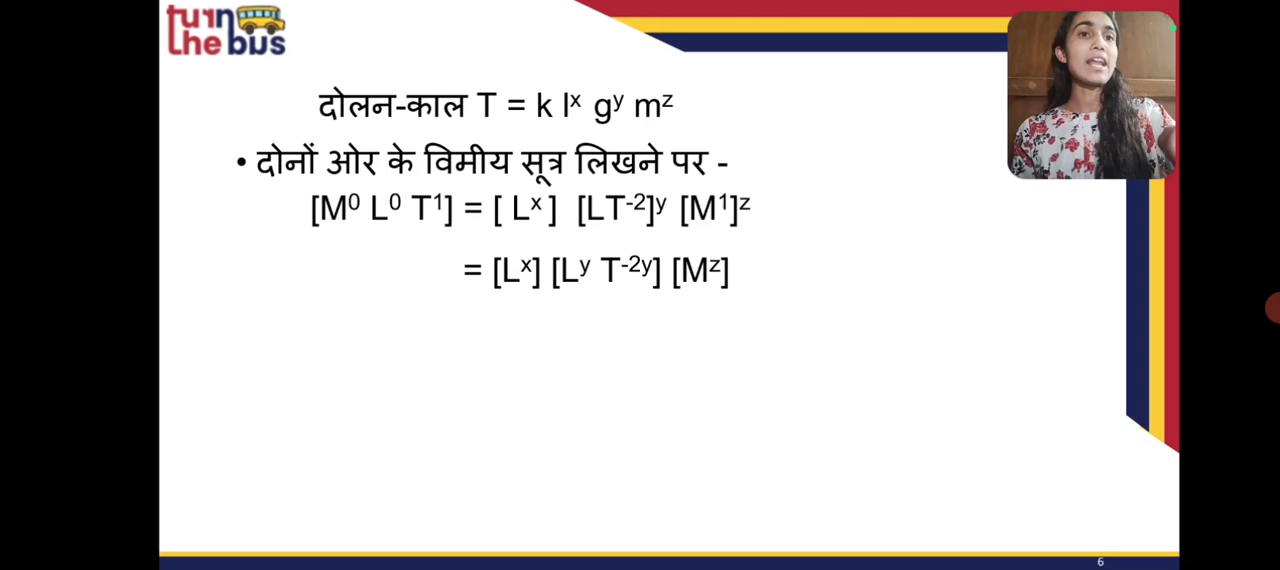 turn
the bus
दोलन-काल T = k lˣ gʸ mᶻ
• दोनों ओर के विमीय सूत्र लिखने पर -
[M⁰ L⁰ T¹] = [ Lˣ ] [LT⁻²]ʸ [M¹]ᶻ
= [Lˣ] [Lʸ T⁻²ʸ] [Mᶻ]
6